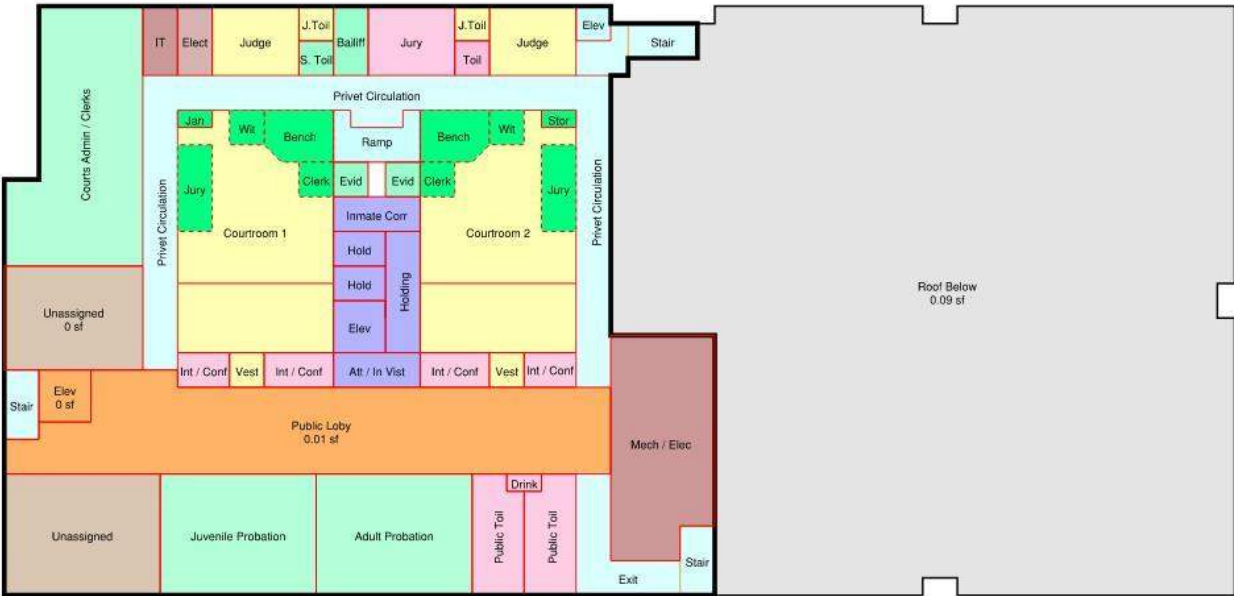 IT
Elect
Judge
J.Toil
S. Toil
Bailiff
Jury
J.Toil
Toil
Judge
Elev
Stair
Courts Admin / Clerks
Privet Circulation
Jan
Wit
Bench
Ramp
Bench
Wit
Stor
Jury
Clerk
Evid
Evid
Clerk
Jury
Privet Circulation
Privet Circulation
Inmate Corr
Courtroom 1
Courtroom 2
Hold
Hold
Holding
Elev
Unassigned
0 sf
Roof Below
0.09 sf
Int / Conf
Vest
Int / Conf
Att / In Vist
Int / Conf
Vest
Int / Conf
Stair
Elev
0 sf
Public Loby
0.01 sf
Mech / Elec
Drink
Unassigned
Juvenile Probation
Adult Probation
Public Toil
Public Toil
Stair
Exit